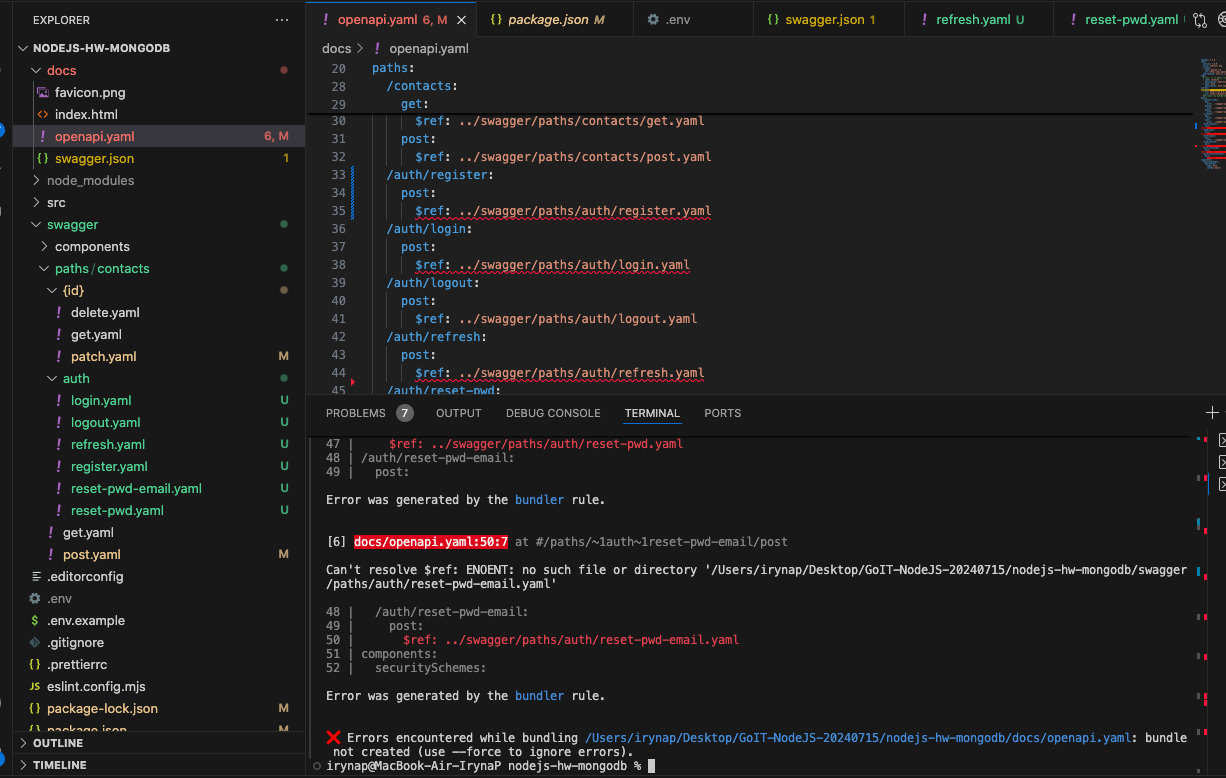 EXPLORER
NODEJS-HW-MONGODB
docs
favicon.png
index.html
openapi.yaml 6, M
swagger.json 1
node_modules
src
swagger
components
paths / contacts
{id}
delete.yaml
get.yaml
patch.yaml M
auth
login.yaml U
logout.yaml U
refresh.yaml U
register.yaml U
reset-pwd-email.yaml U
reset-pwd.yaml U
get.yaml
post.yaml M
.editorconfig
.env
.env.example
.gitignore
.prettierrc
eslint.config.mjs
package-lock.json M
package.json M
OUTLINE
TIMELINE
openapi.yaml 6, M
package.json M
.env
swagger.json 1
refresh.yaml U
reset-pwd.yaml
docs > openapi.yaml
20 paths:
28 /contacts:
29 get:
30 $ref: ../swagger/paths/contacts/get.yaml
31 post:
32 $ref: ../swagger/paths/contacts/post.yaml
33 /auth/register:
34 post:
35 $ref: ../swagger/paths/auth/register.yaml
36 /auth/login:
37 post:
38 $ref: ../swagger/paths/auth/login.yaml
39 /auth/logout:
40 post:
41 $ref: ../swagger/paths/auth/logout.yaml
42 /auth/refresh:
43 post:
44 $ref: ../swagger/paths/auth/refresh.yaml
45 /auth/reset-pwd:
PROBLEMS 7 OUTPUT DEBUG CONSOLE TERMINAL PORTS
47 | $ref: ../swagger/paths/auth/reset-pwd.yaml
48 | /auth/reset-pwd-email:
49 | post:
Error was generated by the bundler rule.
[6] docs/openapi.yaml:50:7 at #/paths/~1auth~1reset-pwd-email/post
Can't resolve $ref: ENOENT: no such file or directory '/Users/irynap/Desktop/GoIT-NodeJS-20240715/nodejs-hw-mongodb/swagger
/paths/auth/reset-pwd-email.yaml'
48 | /auth/reset-pwd-email:
49 | post:
50 | $ref: ../swagger/paths/auth/reset-pwd-email.yaml
51 | components:
52 | securitySchemes:
Error was generated by the bundler rule.
❌ Errors encountered while bundling /Users/irynap/Desktop/GoIT-NodeJS-20240715/nodejs-hw-mongodb/docs/openapi.yaml: bundle
not created (use --force to ignore errors).
irynap@MacBook-Air-IrynaP nodejs-hw-mongodb %